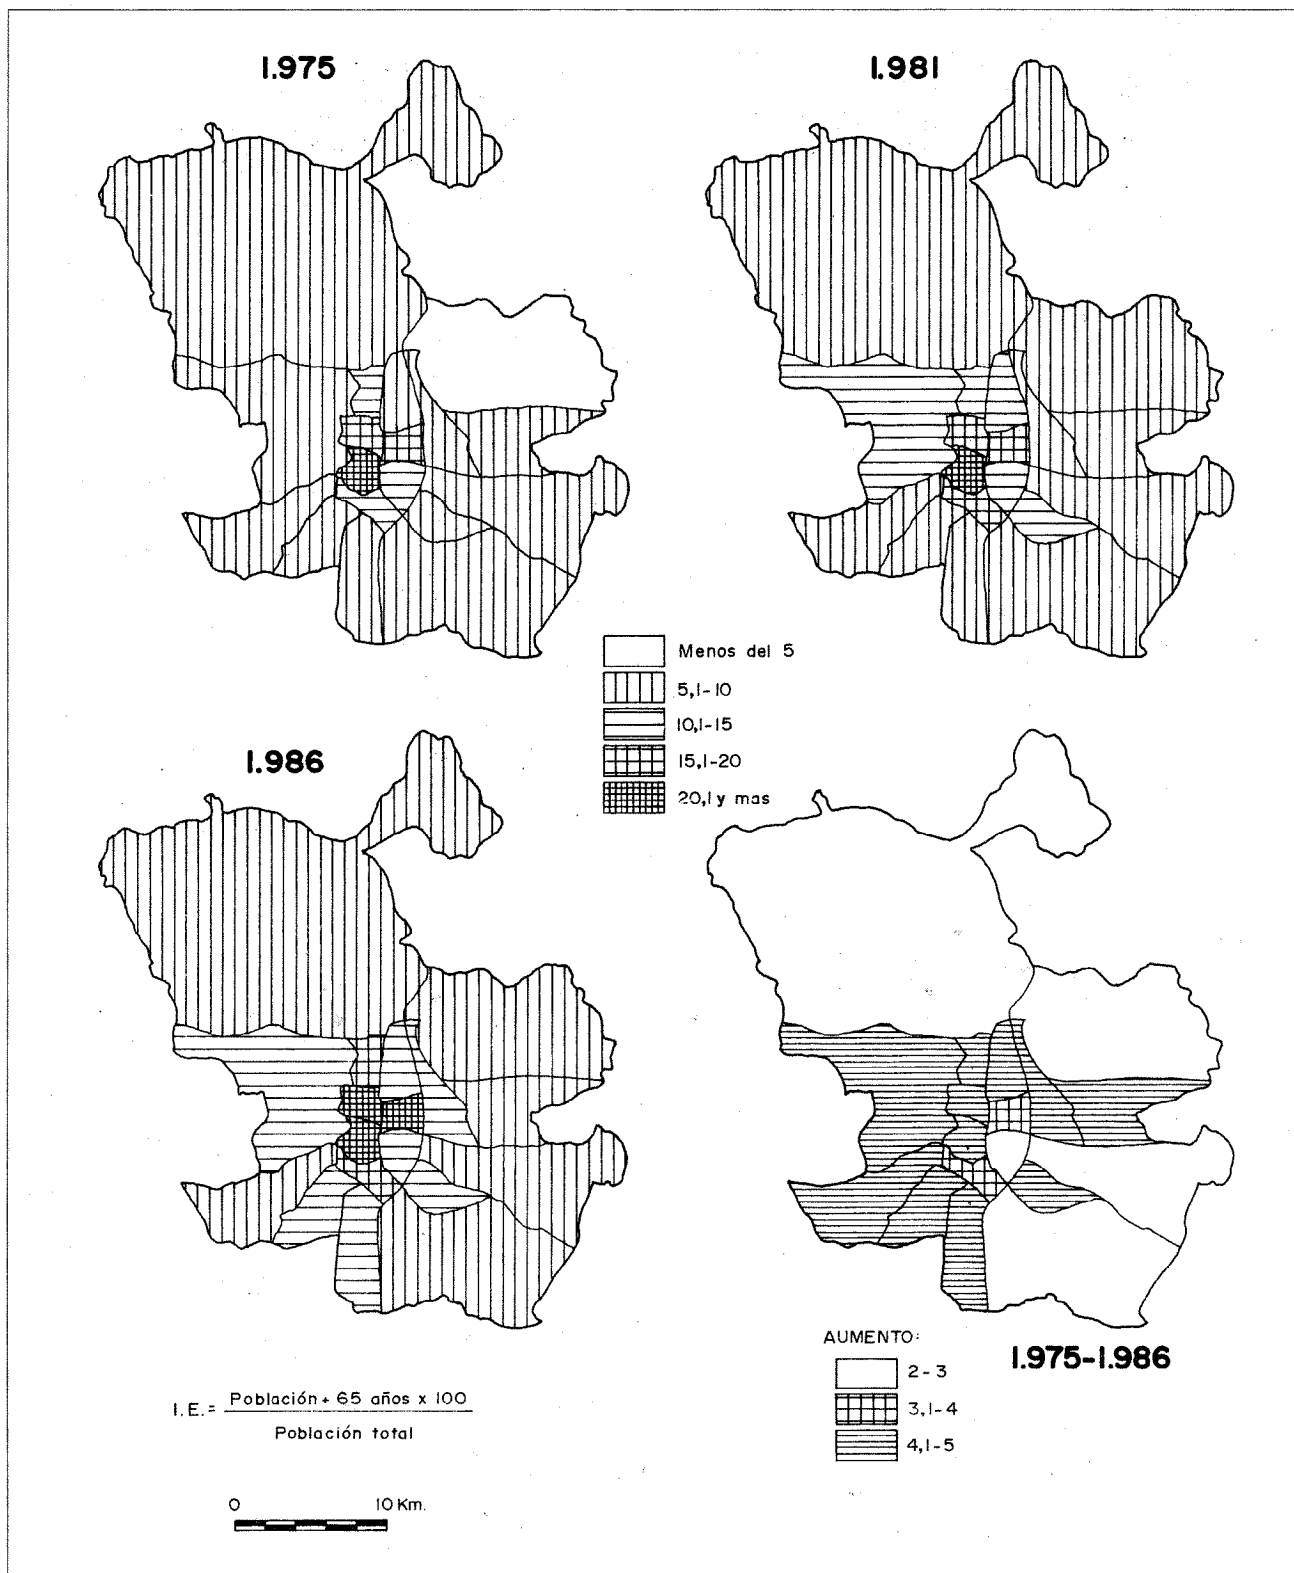 1.975
1.981
Menos del 5
5,1-10
10,1-15
15,1-20
20,1 y mas
1.986
AUMENTO:
2-3
3,1-4
4,1-5
1.975-1.986
I.E.= Población + 65 años x 100
Población total
0 10 Km.